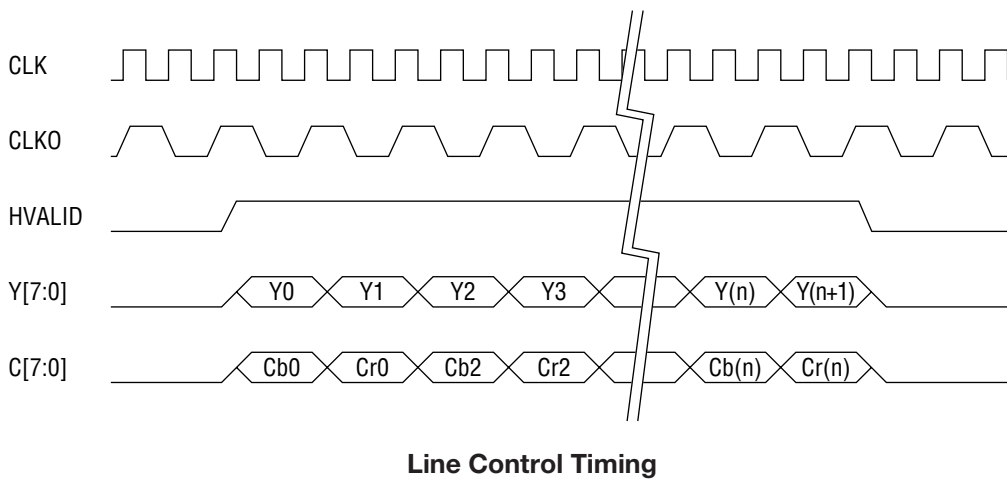 CLK
CLKO
HVALID
Y[7:0] Y0 Y1 Y2 Y3 Y(n) Y(n+1)
C[7:0] Cb0 Cr0 Cb2 Cr2 Cb(n) Cr(n)
Line Control Timing